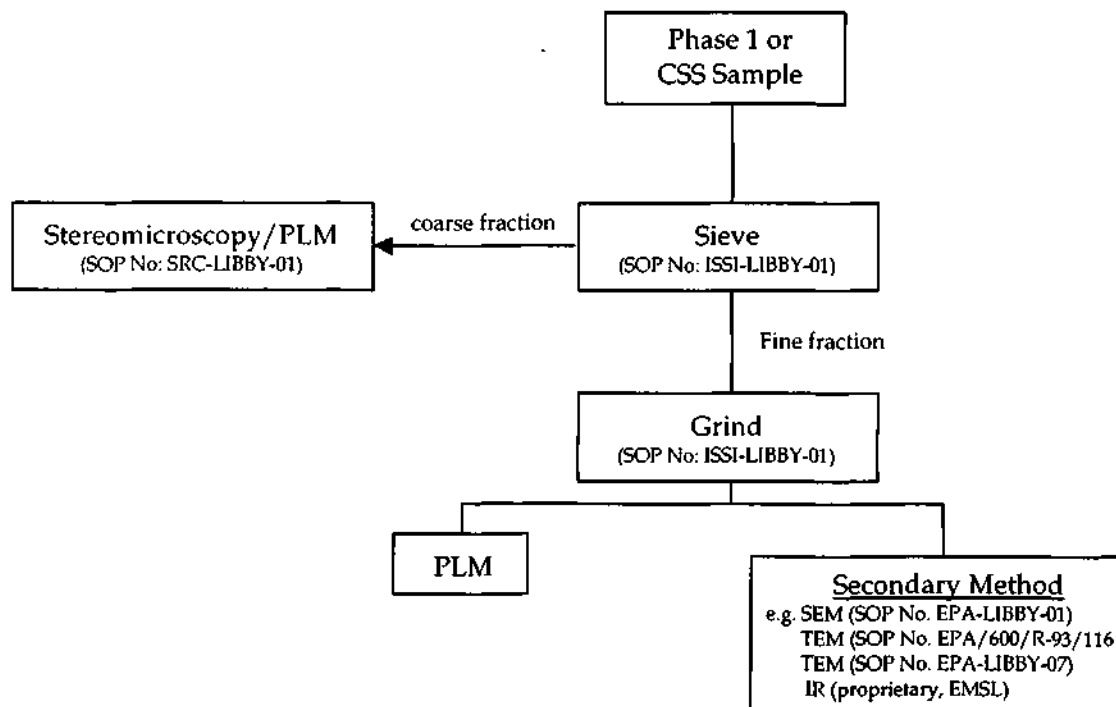 Phase 1 or
CSS Sample
coarse fraction
Stereomicroscopy/PLM
(SOP No: SRC-LIBBY-01)
Sieve
(SOP No: ISSI-LIBBY-01)
Fine fraction
Grind
(SOP No: ISSI-LIBBY-01)
PLM
Secondary Method
e.g. SEM (SOP No. EPA-LIBBY-01)
TEM (SOP No. EPA/600/R-93/116
TEM (SOP No. EPA-LIBBY-07)
IR (proprietary, EMSL)